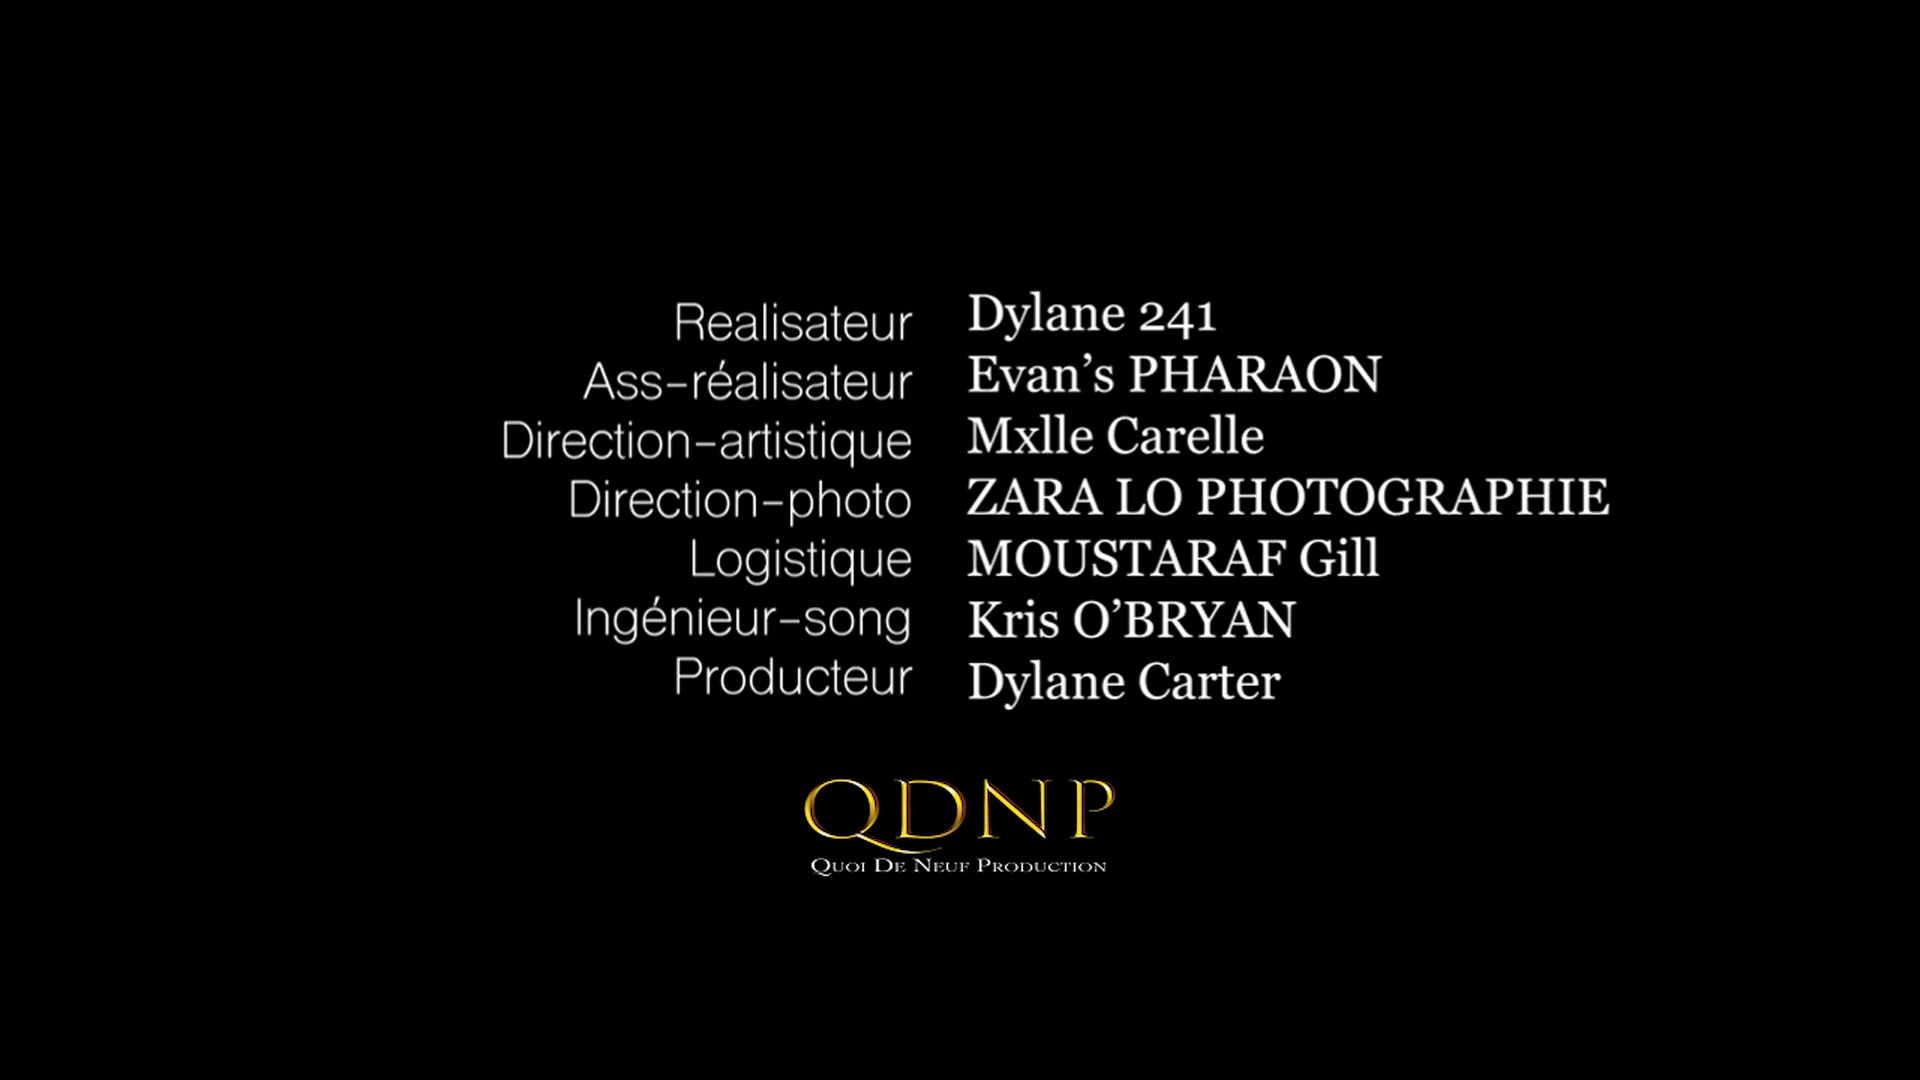 Realisateur Dylane 241
Ass-réalisateur Evan’s PHARAON
Direction-artistique Mxlle Carelle
Direction-photo ZARA LO PHOTOGRAPHIE
Logistique MOUSTARAF Gill
Ingénieur-song Kris O’BRYAN
Producteur Dylane Carter
QDNP
QUOI DE NEUF PRODUCTION